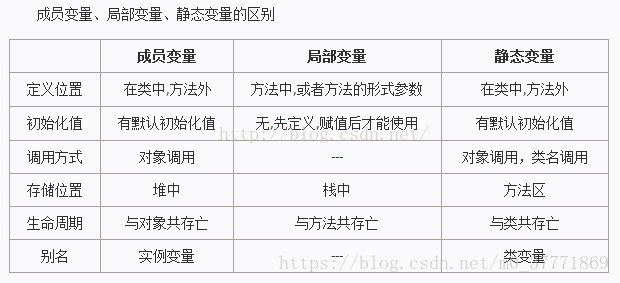 成员变量、局部变量、静态变量的区别
成员变量 局部变量 静态变量
定义位置 在类中,方法外 方法中,或者方法的形式参数 在类中,方法外
初始化值 有默认初始化值 无,先定义,赋值后才能使用 有默认初始化值
http://blog.csdn.net/
调用方式 对象调用 --- 对象调用，类名调用
存储位置 堆中 栈中 方法区
生命周期 与对象共存亡 与方法共存亡 与类共存亡
别名 实例变量 --- 类变量
https://blog.csdn.net/m0_37771869